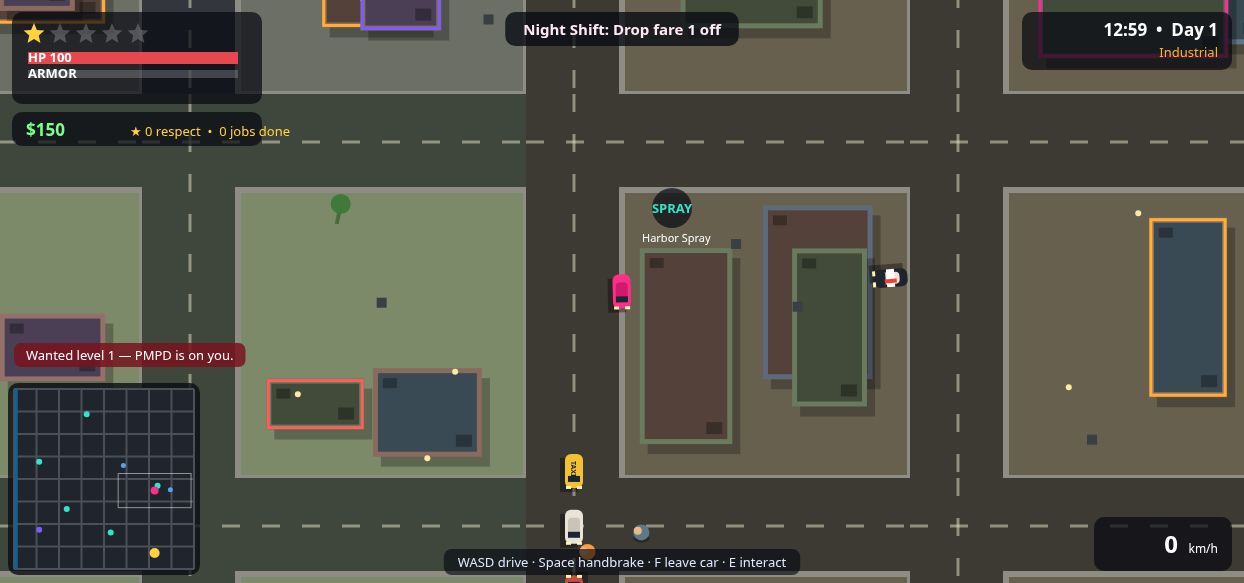 Night Shift: Drop fare 1 off
12:59 • Day 1
Industrial
HP 100
ARMOR
$150
★ 0 respect • 0 jobs done
SPRAY
Harbor Spray
Wanted level 1 — PMPD is on you.
TAXI
WASD drive · Space handbrake · F leave car · E interact
0 km/h